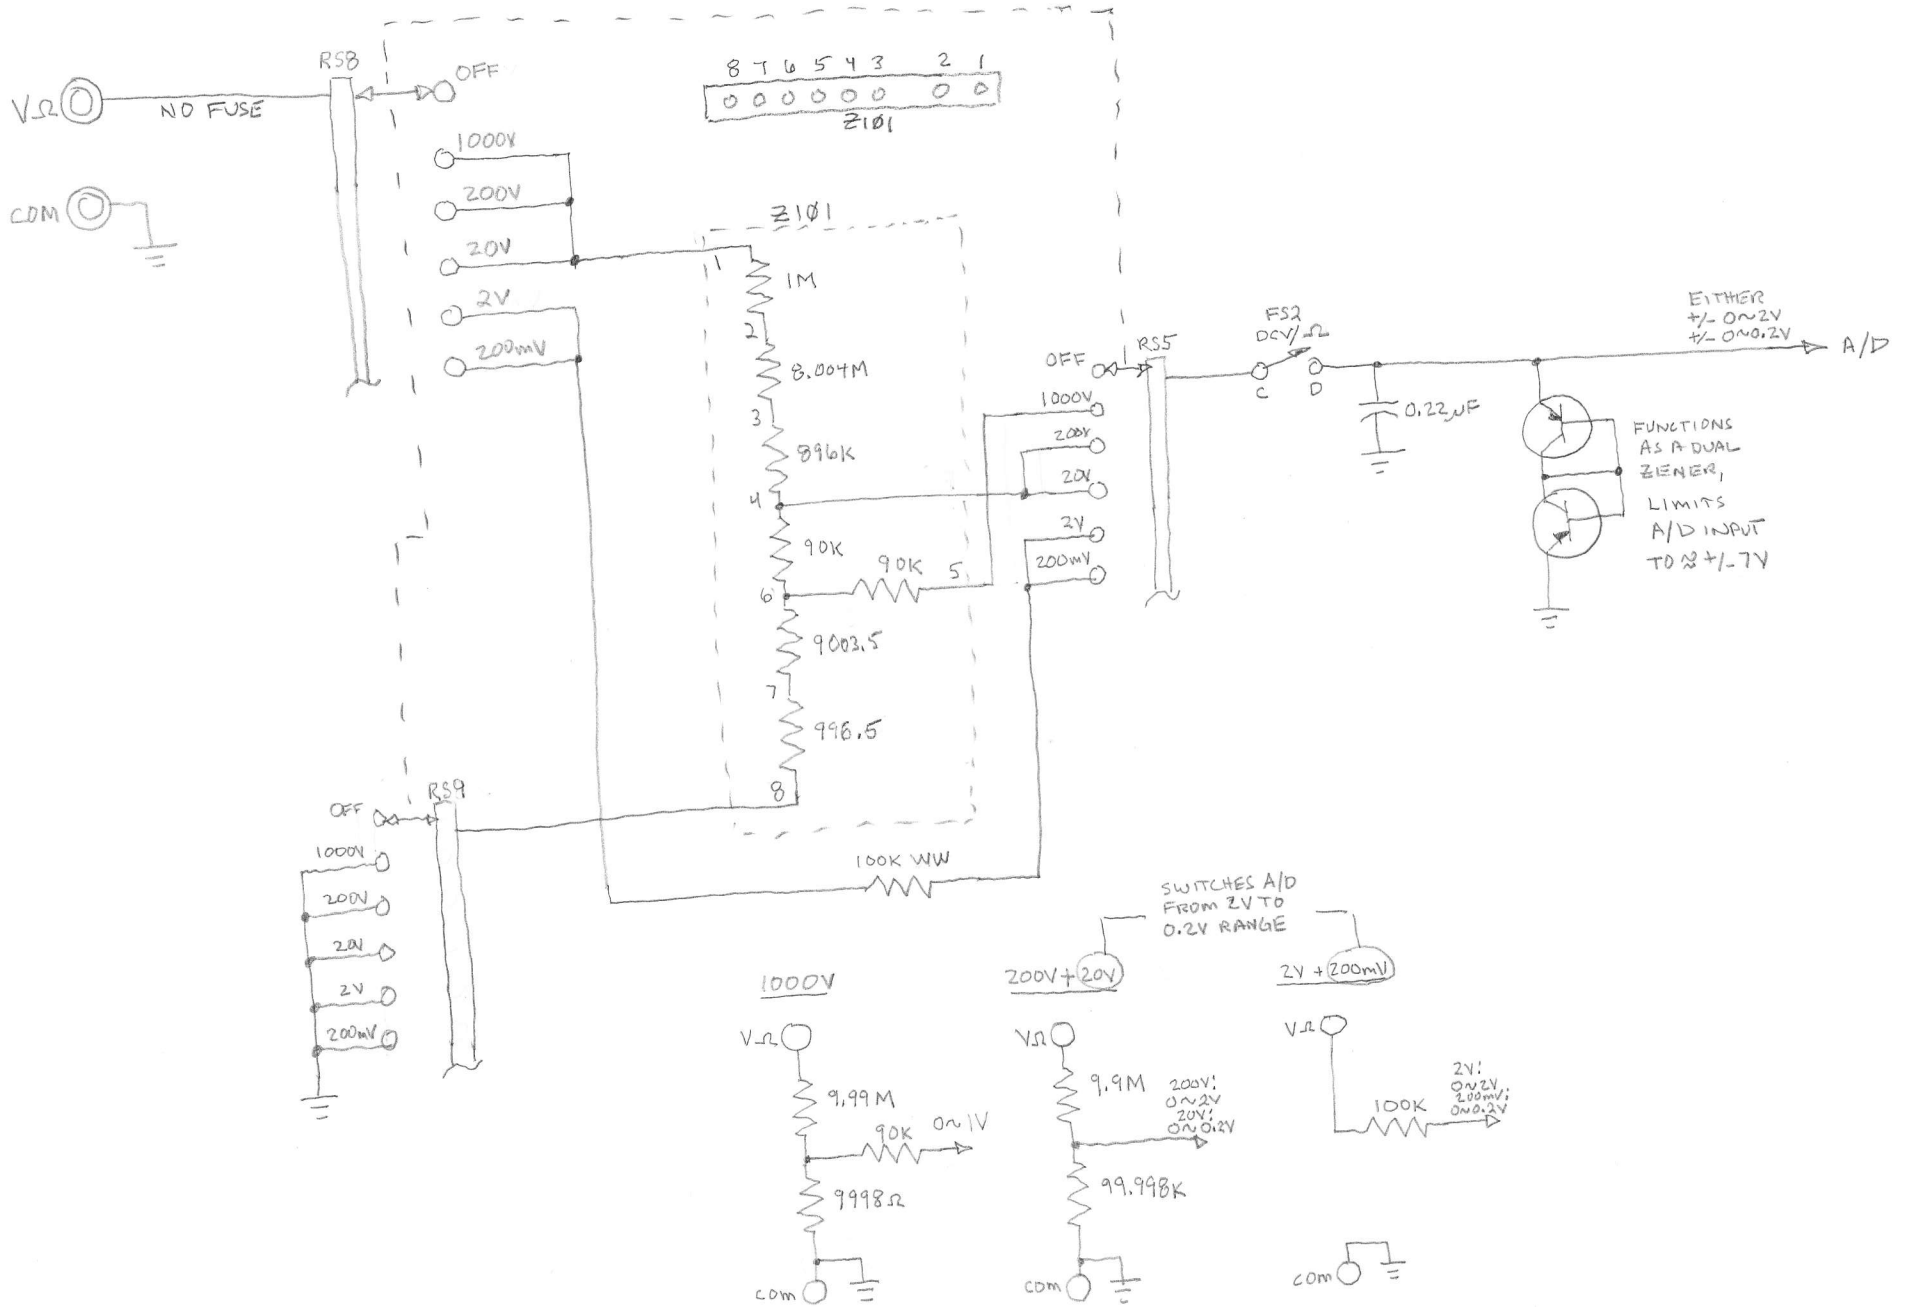 RS8
OFF
VΩ
NO FUSE
8 7 6 5 4 3 2 1
Z101
1000V
200V
20V
2V
200mV
COM
Z101
1
1M
2
8.004M
3
896K
4
90K
6
90K
5
9003.5
7
996.5
8
OFF
RS5
1000V
200V
20V
2V
200mV
FS2
DCV/Ω
C
D
0.22uF
EITHER
+/- 0~2V
+/- 0~0.2V
A/D
FUNCTIONS
AS A DUAL
ZENER,
LIMITS
A/D INPUT
TO ≈ +/-7V
OFF
RS9
1000V
200V
20V
2V
200mV
100K WW
SWITCHES A/D
FROM 2V TO
0.2V RANGE
1000V
VΩ
9.99M
90K
0~1V
9998Ω
COM
200V+20V
VΩ
9.9M
200V:
0~2V
20V:
0~0.2V
99.998K
COM
2V+200mV
VΩ
100K
2V:
0~2V,
200mV:
0~0.2V
COM